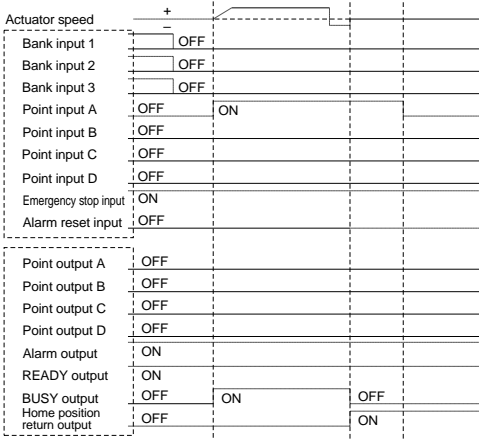 +
Actuator speed
–
Bank input 1 OFF
Bank input 2 OFF
Bank input 3 OFF
Point input A OFF ON
Point input B OFF
Point input C OFF
Point input D OFF
Emergency stop input ON
Alarm reset input OFF
Point output A OFF
Point output B OFF
Point output C OFF
Point output D OFF
Alarm output ON
READY output ON
BUSY output OFF ON OFF
Home position
return output OFF ON